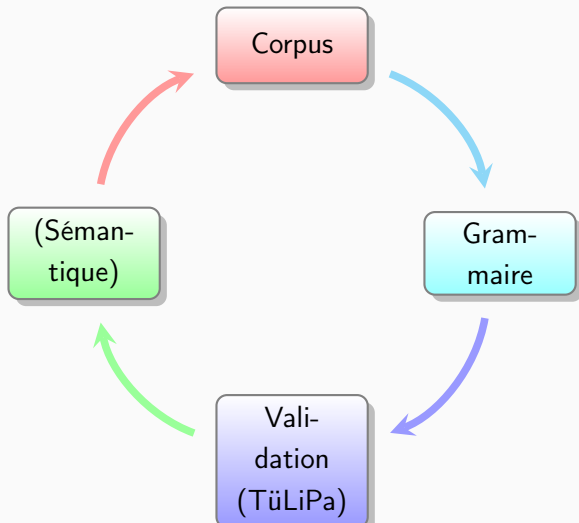 Corpus
Gram-
maire
Vali-
dation
(TüLiPa)
(Séman-
tique)